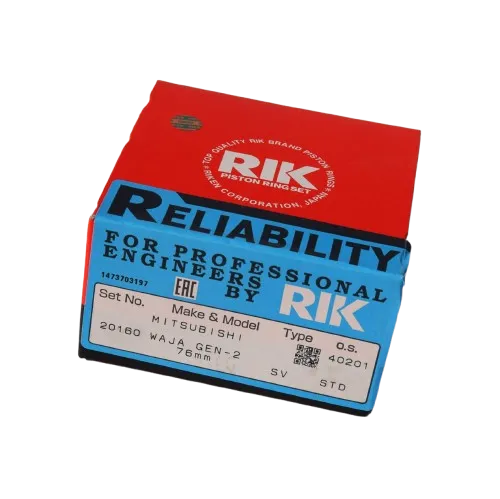 TOP QUALITY RIK BRAND PISTON RINGS
RIK
PISTON RING SET
RIKEN CORPORATION, JAPAN
RELIABILITY
FOR PROFESSIONAL
ENGINEERS
BY RIK
1473703197
EAC
Set No. Make & Model Type o.s.
MITSUBISHI 40201
20160 WAJA GEN-2
76mm SV STD